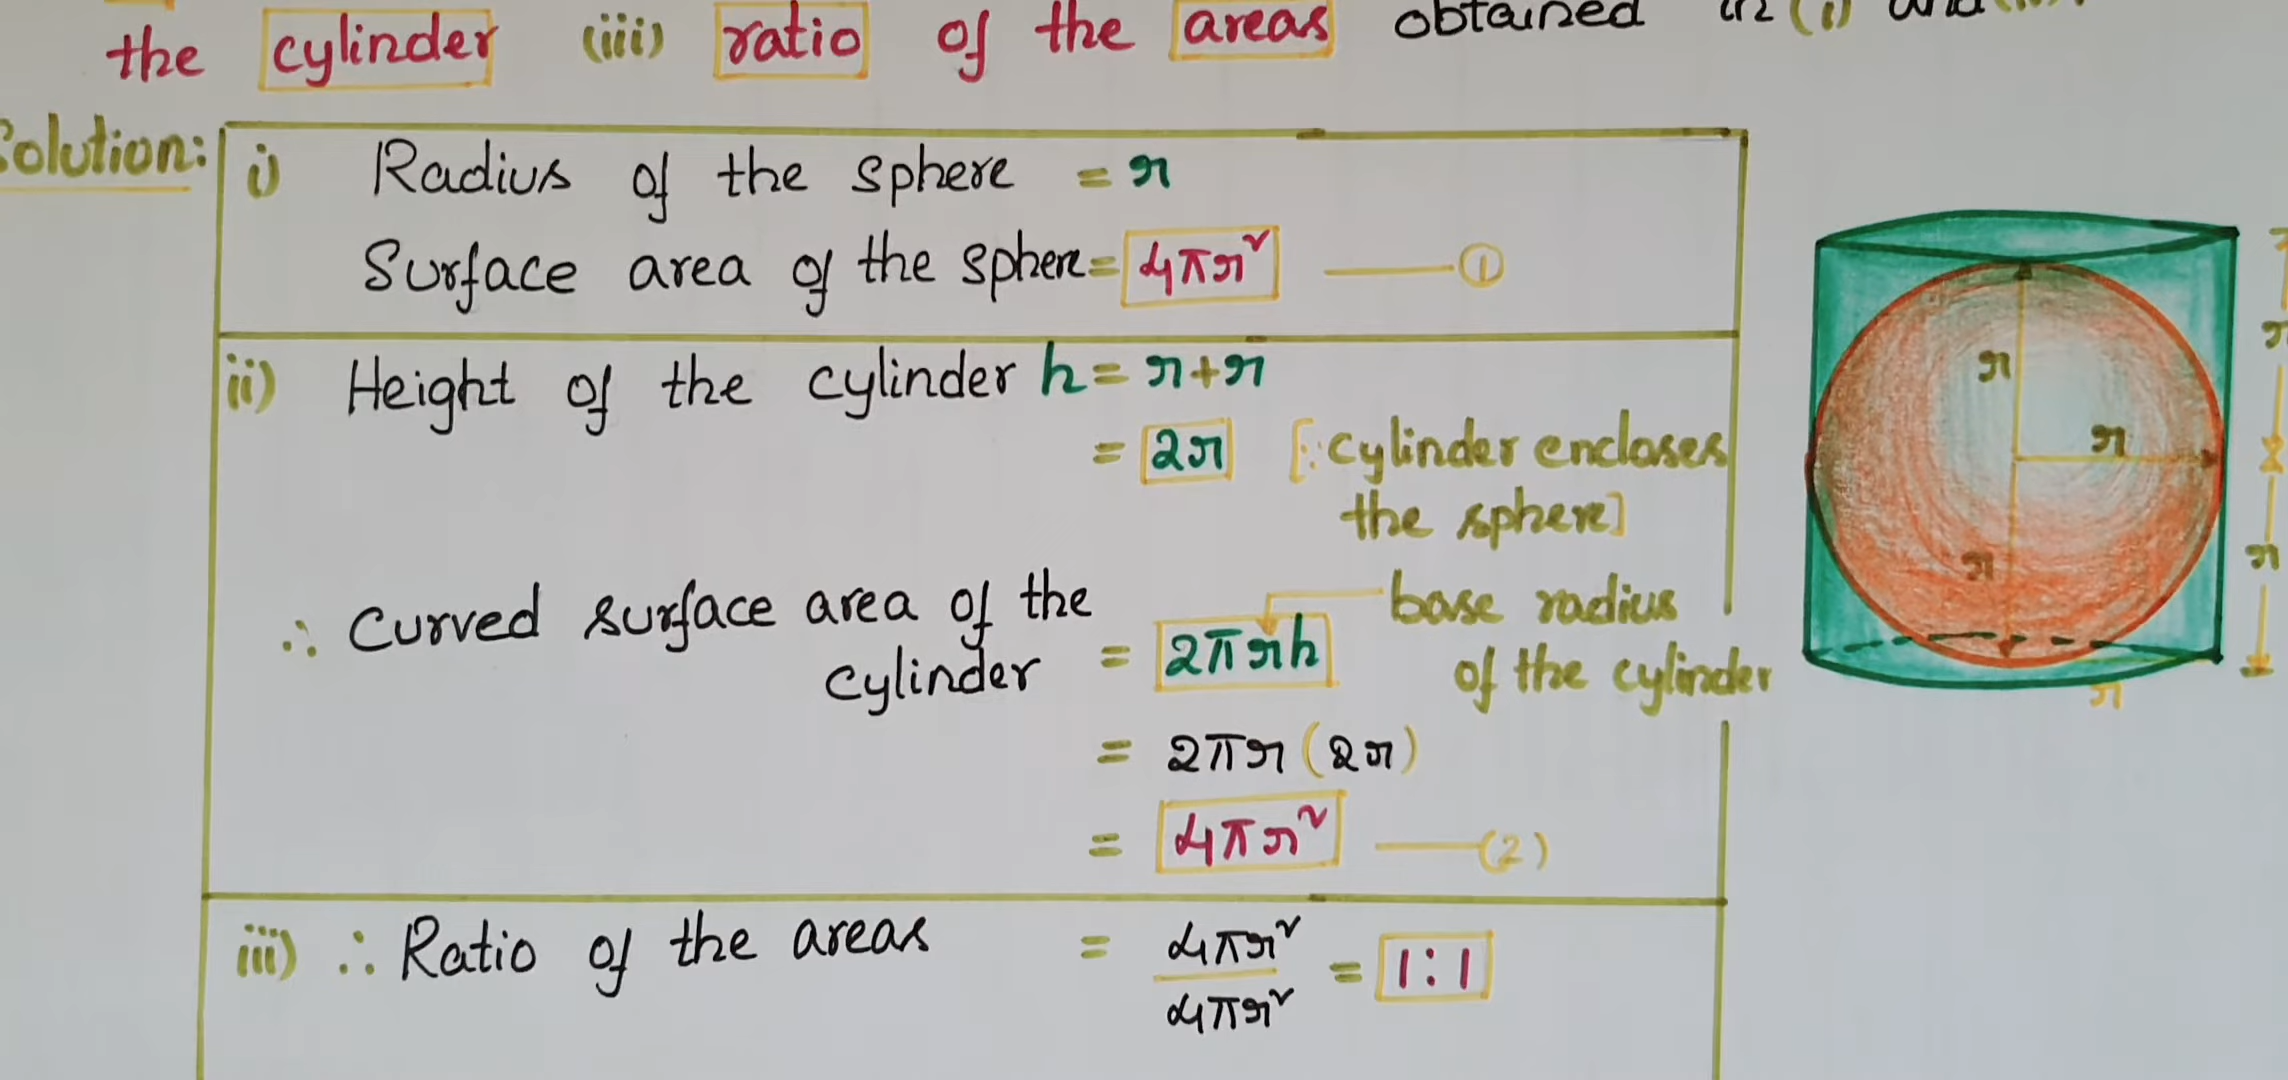 the cylinder (iii) ratio of the areas obtained in (i) and
Solution:
i) Radius of the sphere = r
Surface area of the sphere = 4πr² —— ①
ii) Height of the cylinder h = r+r
= 2r [∵ cylinder encloses
the sphere]
∴ Curved surface area of the
cylinder = 2πrh
base radius
of the cylinder
= 2πr (2r)
= 4πr² —— (2)
iii) ∴ Ratio of the areas = 4πr²/4πr² = 1:1
r
r
r
r
r
r